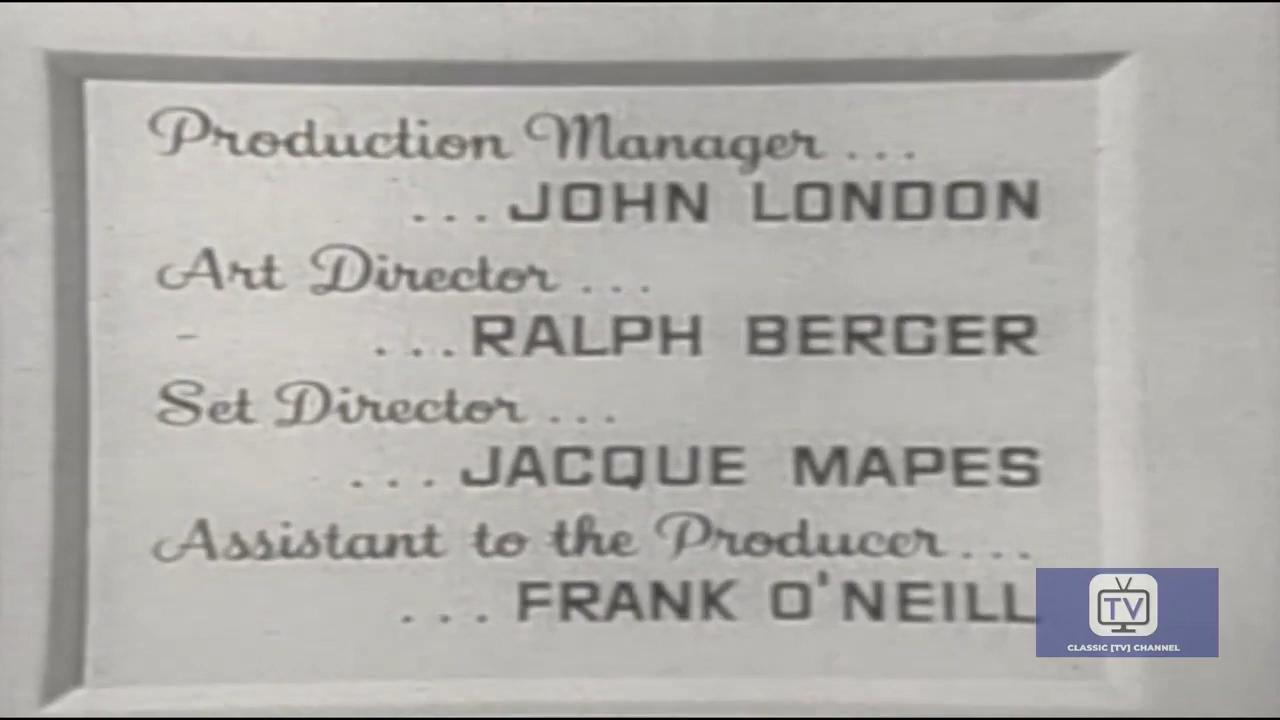 Production Manager ...
... JOHN LONDON
Art Director ...
... RALPH BERGER
Set Director ...
... JACQUE MAPES
Assistant to the Producer ...
... FRANK O'NEILL
TV
CLASSIC [TV] CHANNEL